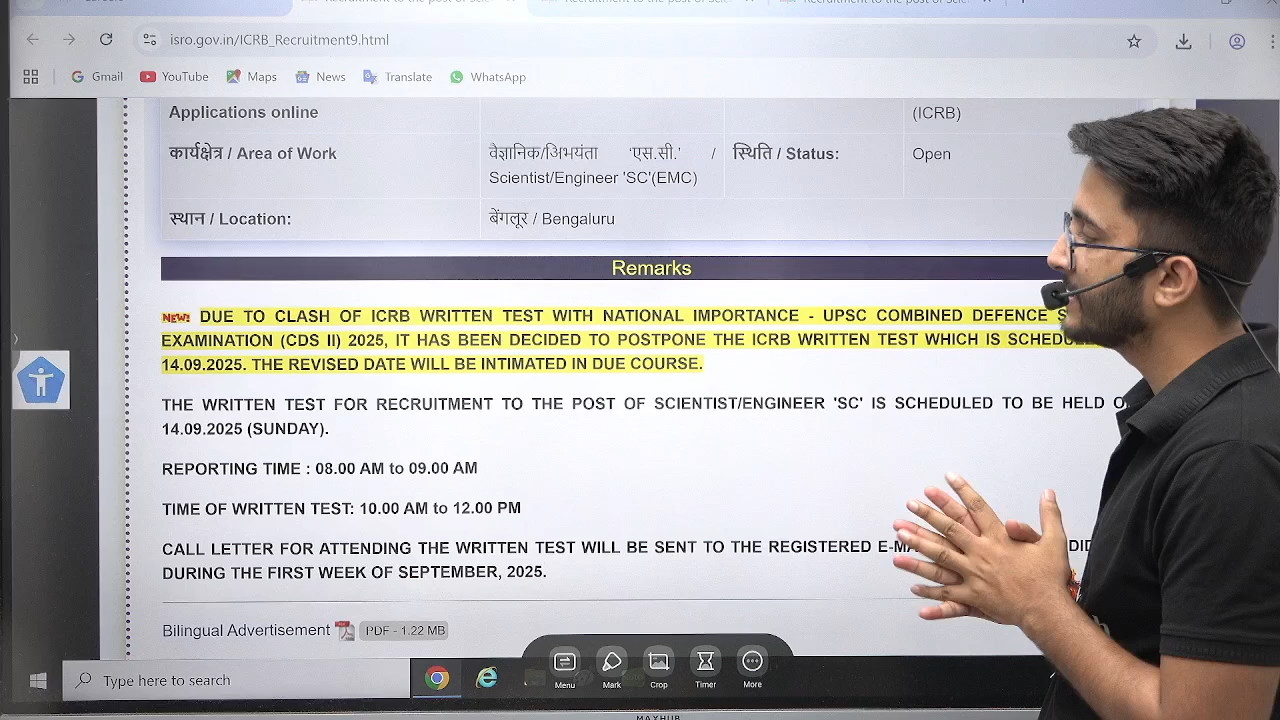 isro.gov.in/ICRB_Recruitment9.html
Gmail YouTube Maps News Translate WhatsApp
Applications online (ICRB)
कार्यक्षेत्र / Area of Work वैज्ञानिक/अिभयंता 'एस.सी.' / स्थिति / Status: Open
Scientist/Engineer 'SC'(EMC)
स्थान / Location: बेंगलूर / Bengaluru
Remarks
NEW! DUE TO CLASH OF ICRB WRITTEN TEST WITH NATIONAL IMPORTANCE - UPSC COMBINED DEFENCE
EXAMINATION (CDS II) 2025, IT HAS BEEN DECIDED TO POSTPONE THE ICRB WRITTEN TEST WHICH IS
14.09.2025. THE REVISED DATE WILL BE INTIMATED IN DUE COURSE.
THE WRITTEN TEST FOR RECRUITMENT TO THE POST OF SCIENTIST/ENGINEER 'SC' IS SCHEDULED TO BE HELD
14.09.2025 (SUNDAY).
REPORTING TIME : 08.00 AM to 09.00 AM
TIME OF WRITTEN TEST: 10.00 AM to 12.00 PM
CALL LETTER FOR ATTENDING THE WRITTEN TEST WILL BE SENT TO THE REGISTERED
DURING THE FIRST WEEK OF SEPTEMBER, 2025.
Bilingual Advertisement PDF - 1.22 MB
Menu Mark Crop Timer More
Type here to search
MAXHUB